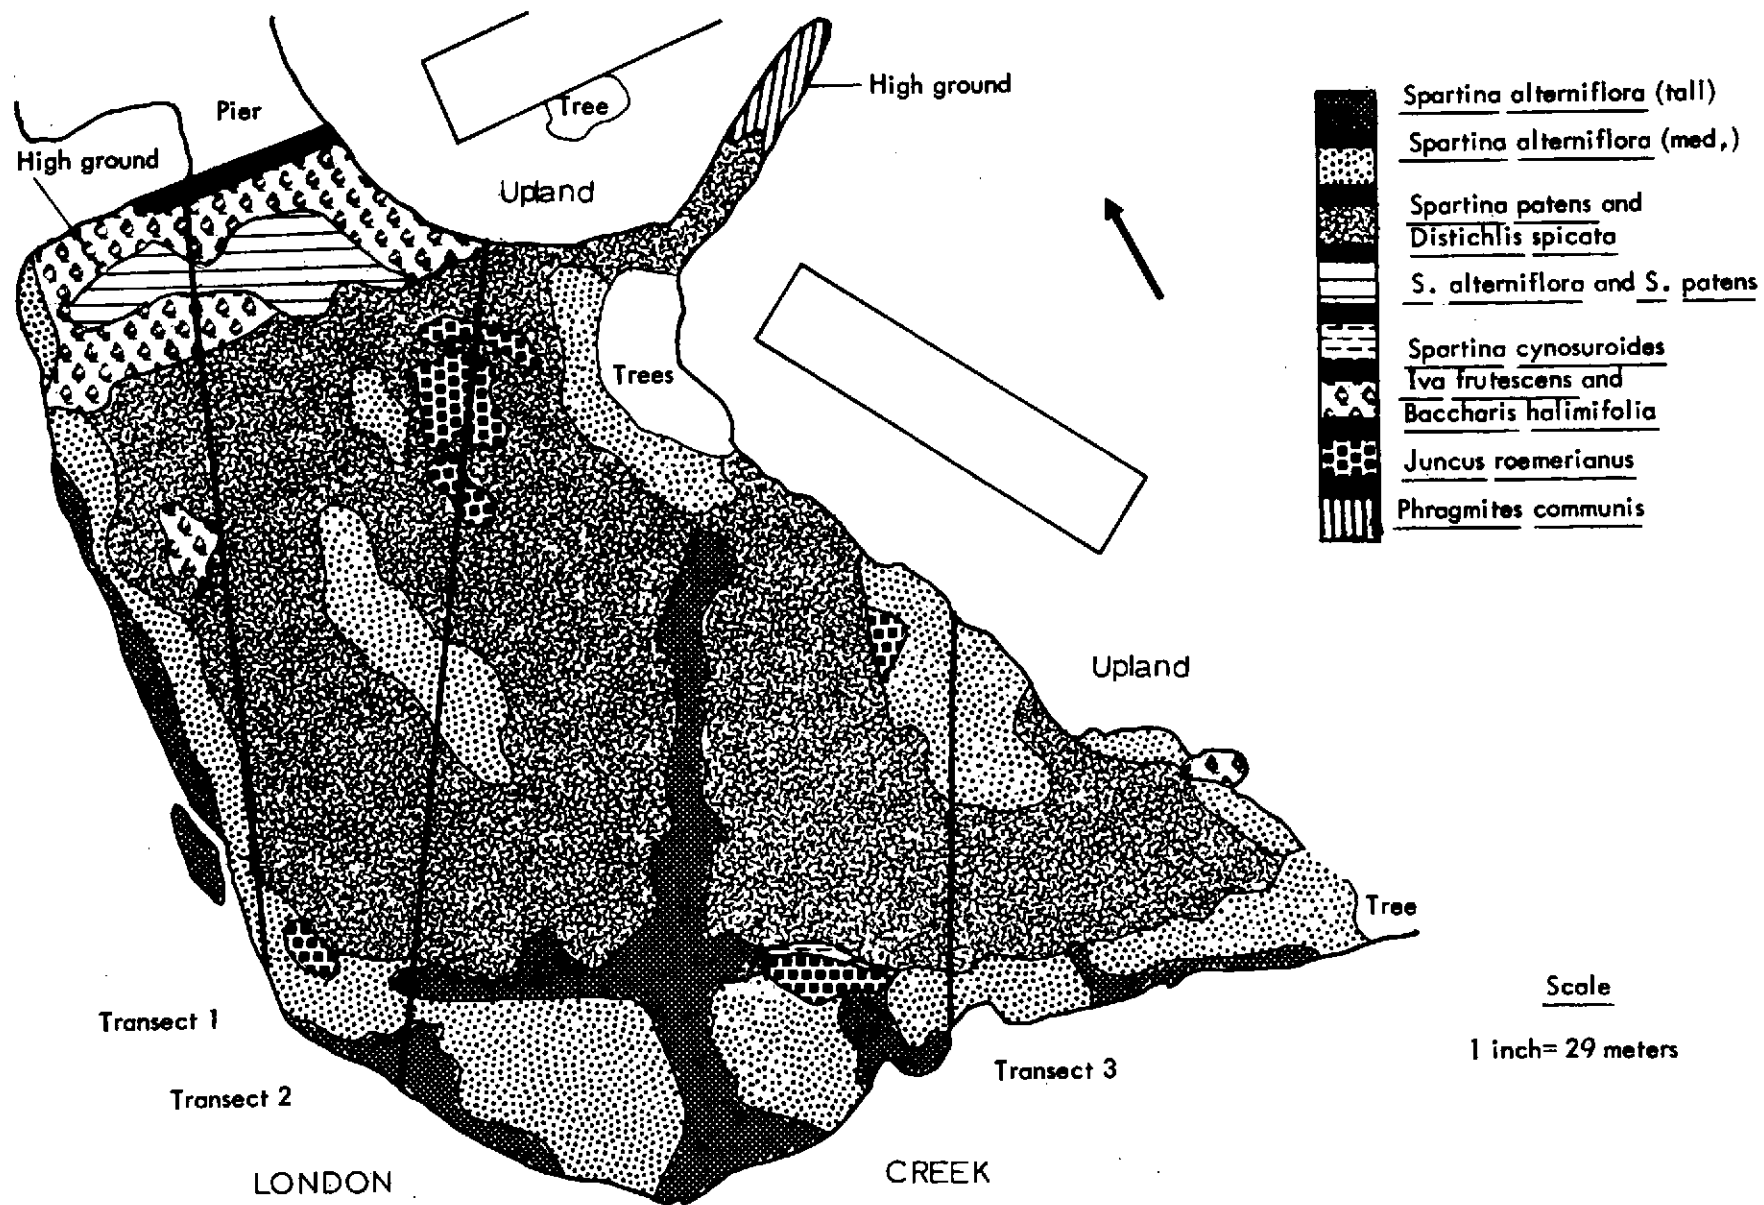 Pier
Tree
High ground
High ground
Upland
Trees
Upland
Tree
Transect 1
Transect 2
Transect 3
LONDON CREEK
Spartina alterniflora (tall)
Spartina alterniflora (med,)
Spartina patens and
Distichlis spicata
S. alterniflora and S. patens
Spartina cynosuroides
Iva frutescens and
Baccharis halimifolia
Juncus roemerianus
Phragmites communis
Scale
1 inch= 29 meters